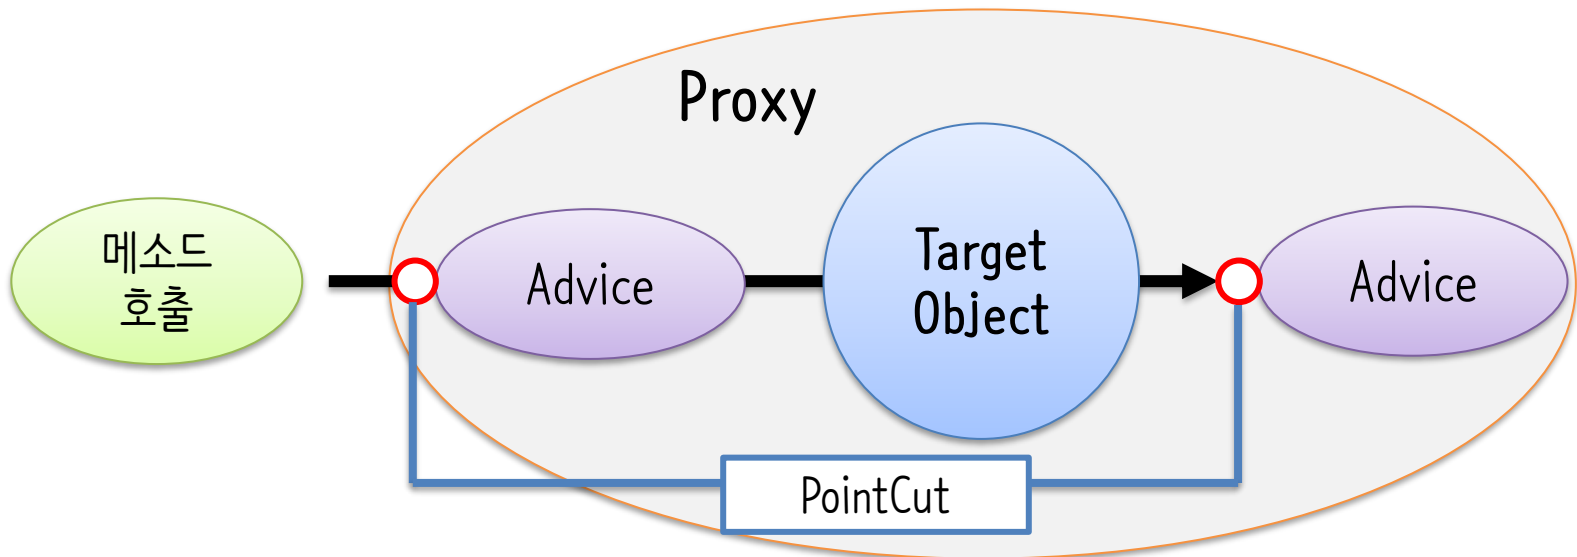 Proxy
메소드
호출
Advice
Target
Object
Advice
PointCut